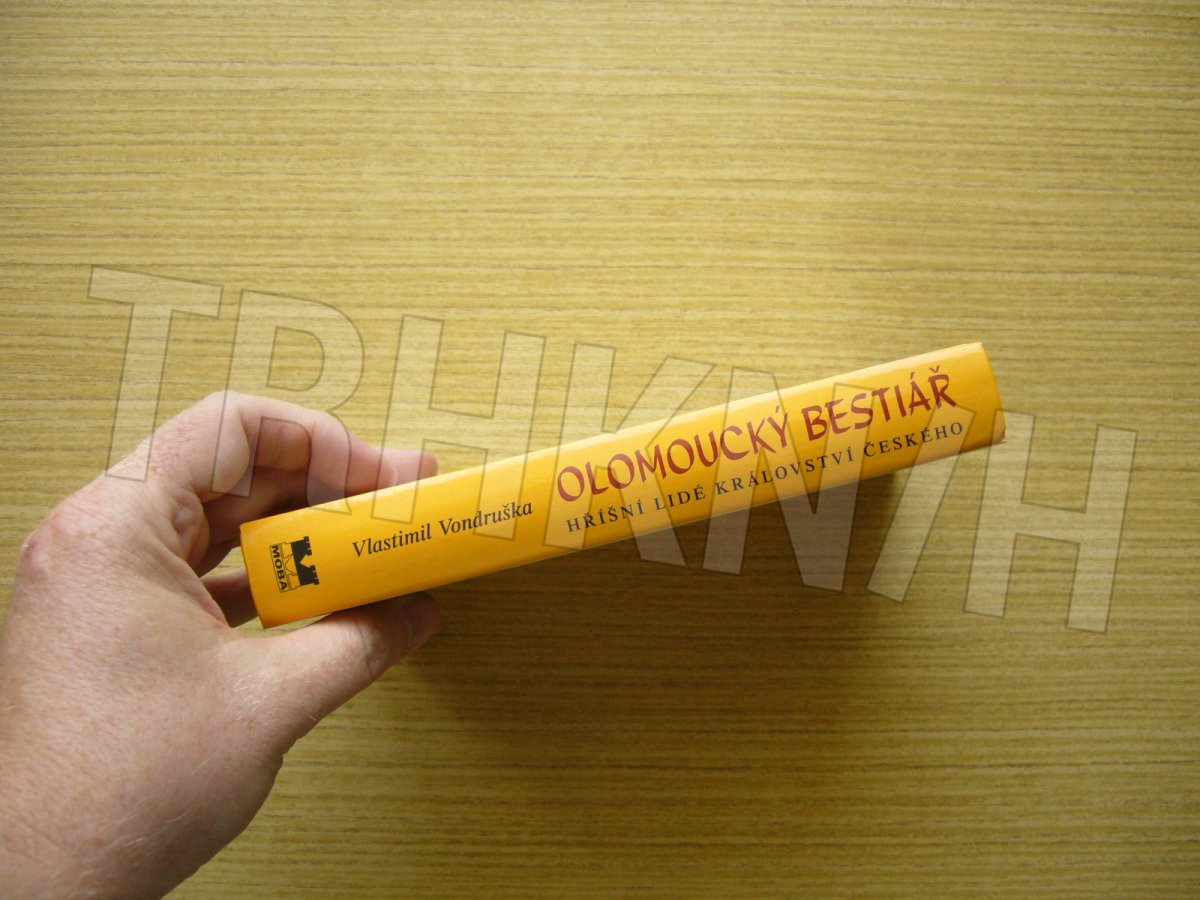 Vlastimil Vondruška
OLOMOUCKÝ BESTIÁŘ
HŘÍŠNÍ LIDÉ KRÁLOVSTVÍ ČESKÉHO
MOBA
TRHKNIH